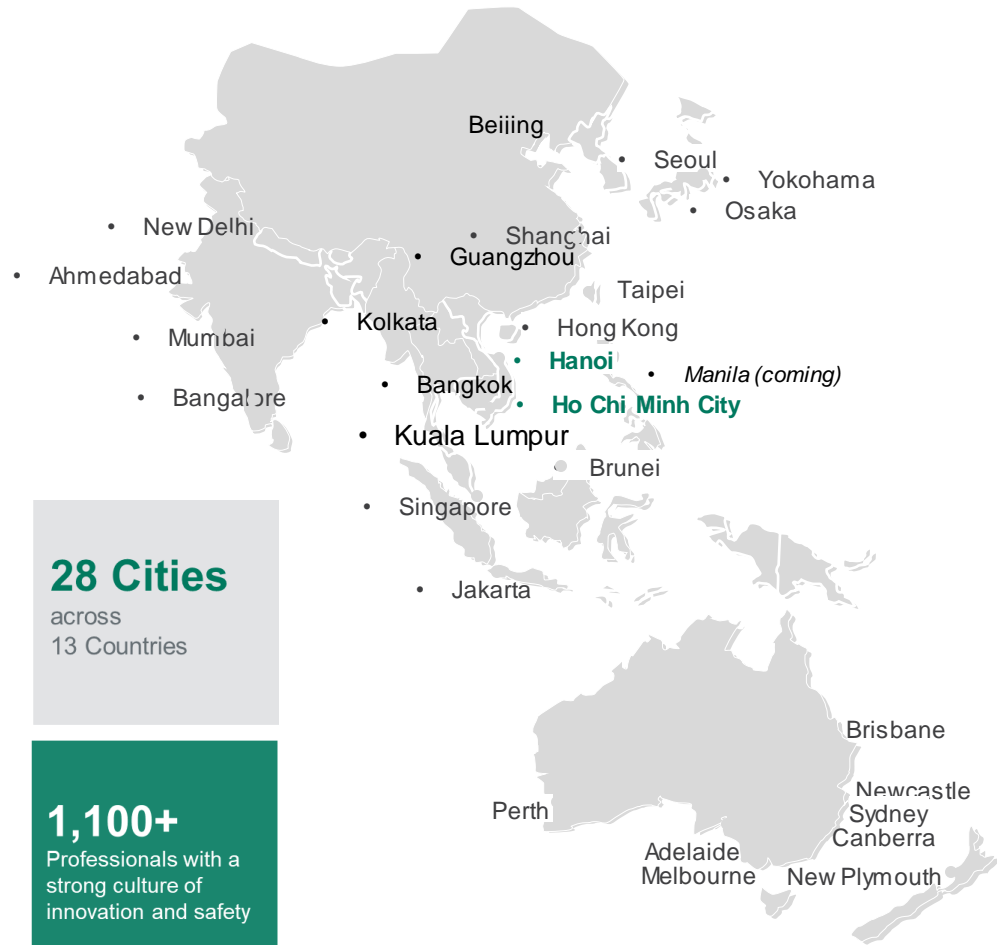 Beijing
• Seoul
• Yokohama
• Osaka
• New Delhi
• Shanghai
• Guangzhou
• Ahmedabad
Taipei
• Kolkata
• Hong Kong
• Mumbai
• Hanoi
• Manila (coming)
• Bangkok
• Bangalore
• Ho Chi Minh City
• Kuala Lumpur
Brunei
• Singapore
28 Cities
across
13 Countries
• Jakarta
Brisbane
Newcastle
Sydney
Canberra
Perth
Adelaide
Melbourne
New Plymouth
1,100+
Professionals with a
strong culture of
innovation and safety